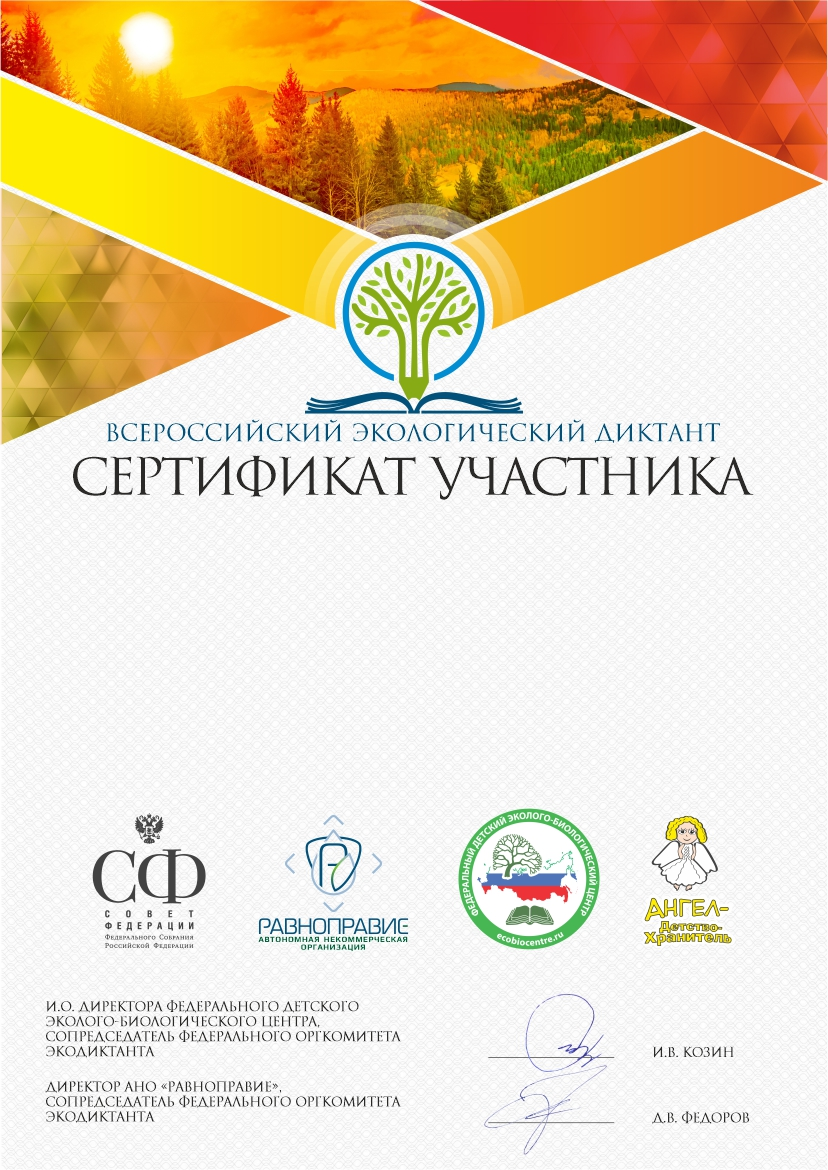 ВСЕРОССИЙСКИЙ ЭКОЛОГИЧЕСКИЙ ДИКТАНТ
СЕРТИФИКАТ УЧАСТНИКА
СФ
СОВЕТ
ФЕДЕРАЦИИ
Федерального Собрания
Российской Федерации
РАВНОПРАВИЕ
АВТОНОМНАЯ НЕКОММЕРЧЕСКАЯ
ОРГАНИЗАЦИЯ
ФЕДЕРАЛЬНЫЙ ДЕТСКИЙ ЭКОЛОГО-БИОЛОГИЧЕСКИЙ ЦЕНТР
ecobiocentre.ru
АНГЕЛ-
Детство-
Хранитель
И.О. ДИРЕКТОРА ФЕДЕРАЛЬНОГО ДЕТСКОГО
ЭКОЛОГО-БИОЛОГИЧЕСКОГО ЦЕНТРА,
СОПРЕДСЕДАТЕЛЬ ФЕДЕРАЛЬНОГО ОРГКОМИТЕТА
ЭКОДИКТАНТА
И.В. КОЗИН
ДИРЕКТОР АНО «РАВНОПРАВИЕ»,
СОПРЕДСЕДАТЕЛЬ ФЕДЕРАЛЬНОГО ОРГКОМИТЕТА
ЭКОДИКТАНТА
Д.В. ФЕДОРОВ